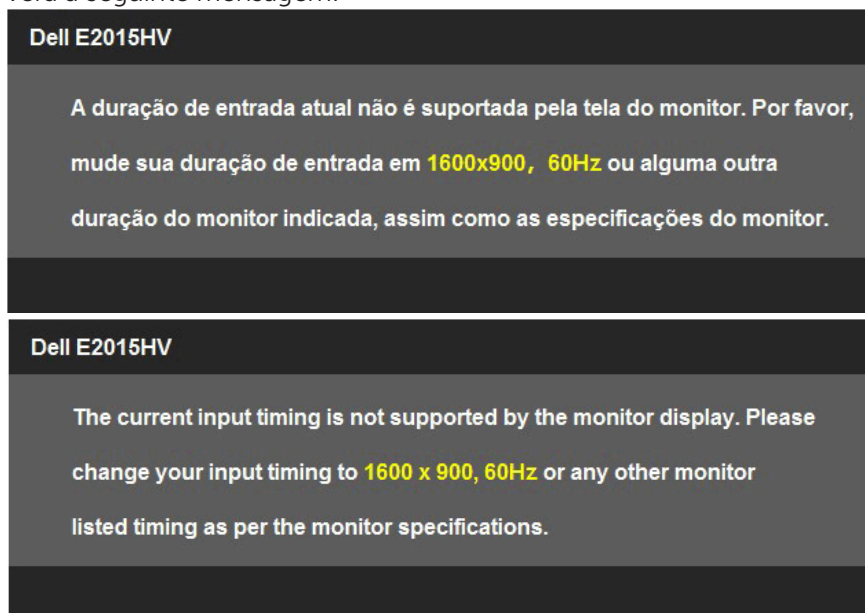 verá a seguinte mensagem:
Dell E2015HV
A duração de entrada atual não é suportada pela tela do monitor. Por favor,
mude sua duração de entrada em 1600x900, 60Hz ou alguma outra
duração do monitor indicada, assim como as especificações do monitor.
Dell E2015HV
The current input timing is not supported by the monitor display. Please
change your input timing to 1600 x 900, 60Hz or any other monitor
listed timing as per the monitor specifications.